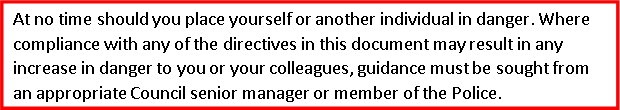 At no time should you place yourself or another individual in danger. Where
compliance with any of the directives in this document may result in any
increase in danger to you or your colleagues, guidance must be sought from
an appropriate Council senior manager or member of the Police.